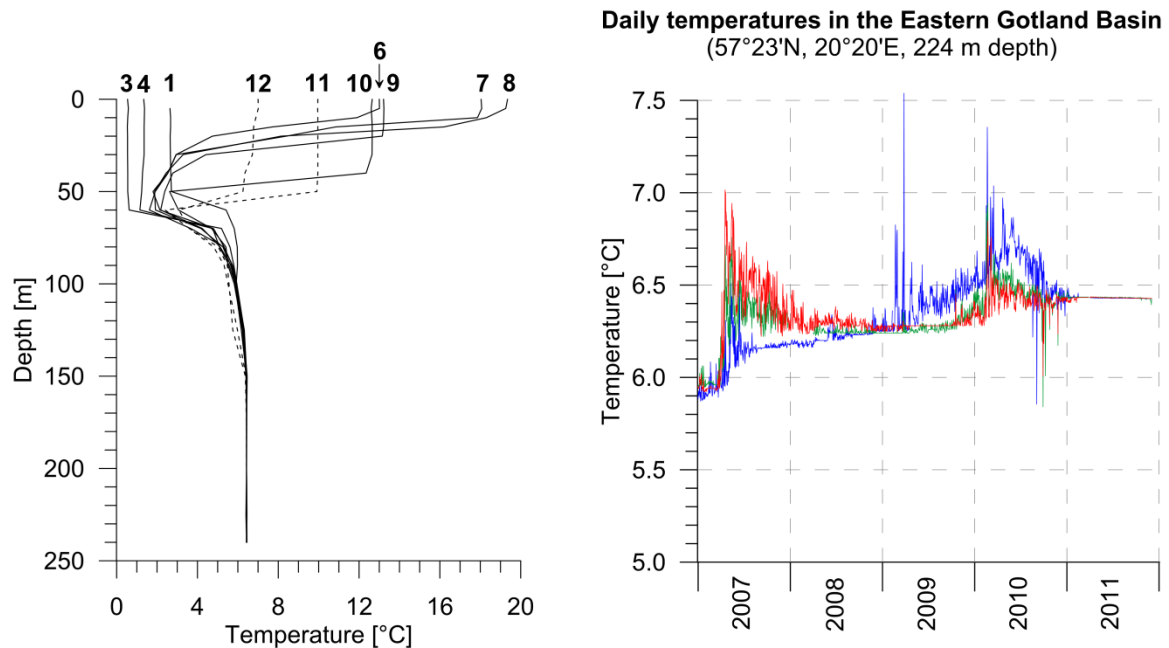 6
3 4 1 12 11 10 9 7 8
0
50
100
150
200
250
Depth [m]
0 4 8 12 16 20
Temperature [°C]
Daily temperatures in the Eastern Gotland Basin
(57°23'N, 20°20'E, 224 m depth)
7.5
7.0
6.5
6.0
5.5
5.0
Temperature [°C]
2007 2008 2009 2010 2011